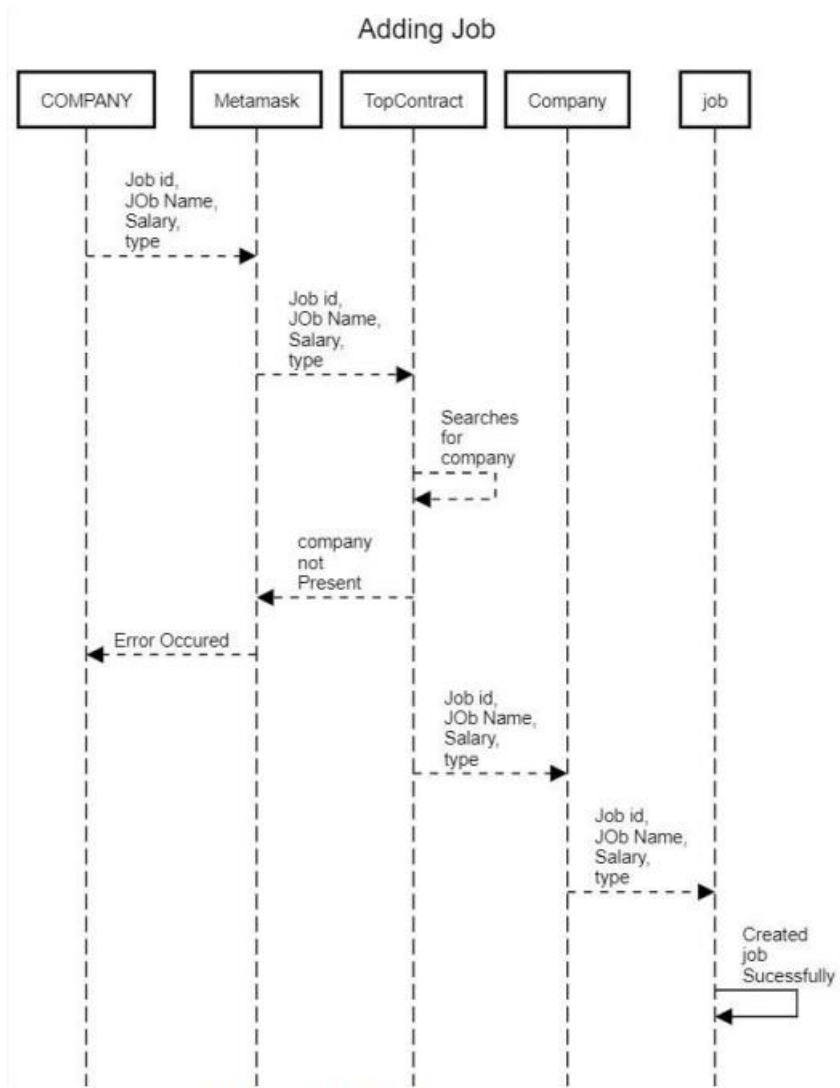 Adding Job
COMPANY
Metamask
TopContract
Company
job
Job id,
JOb Name,
Salary,
type
Job id,
JOb Name,
Salary,
type
Searches
for
company
company
not
Present
Error Occured
Job id,
JOb Name,
Salary,
type
Job id,
JOb Name,
Salary,
type
Created
job
Sucessfully